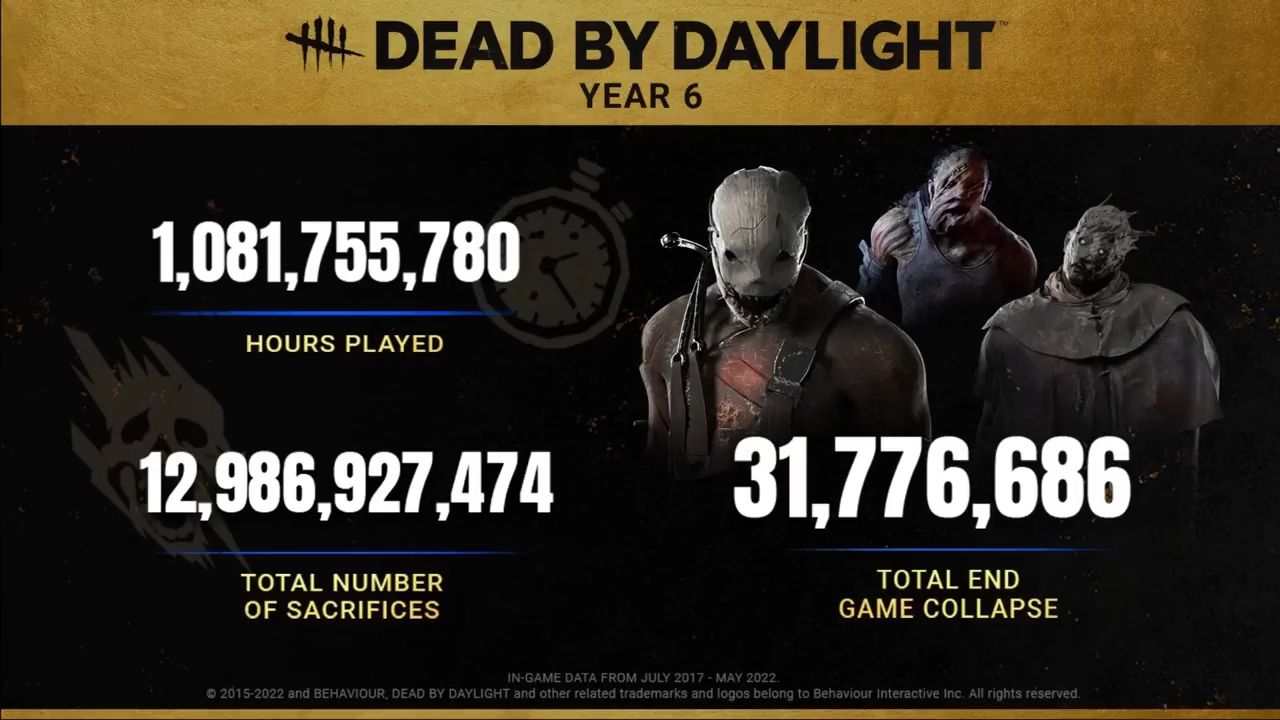 DEAD BY DAYLIGHT™
YEAR 6
1,081,755,780
HOURS PLAYED
12,986,927,474
TOTAL NUMBER
OF SACRIFICES
31,776,686
TOTAL END
GAME COLLAPSE
IN-GAME DATA FROM JULY 2017 - MAY 2022.
© 2015-2022 and BEHAVIOUR, DEAD BY DAYLIGHT and other related trademarks and logos belong to Behaviour Interactive Inc. All rights reserved.